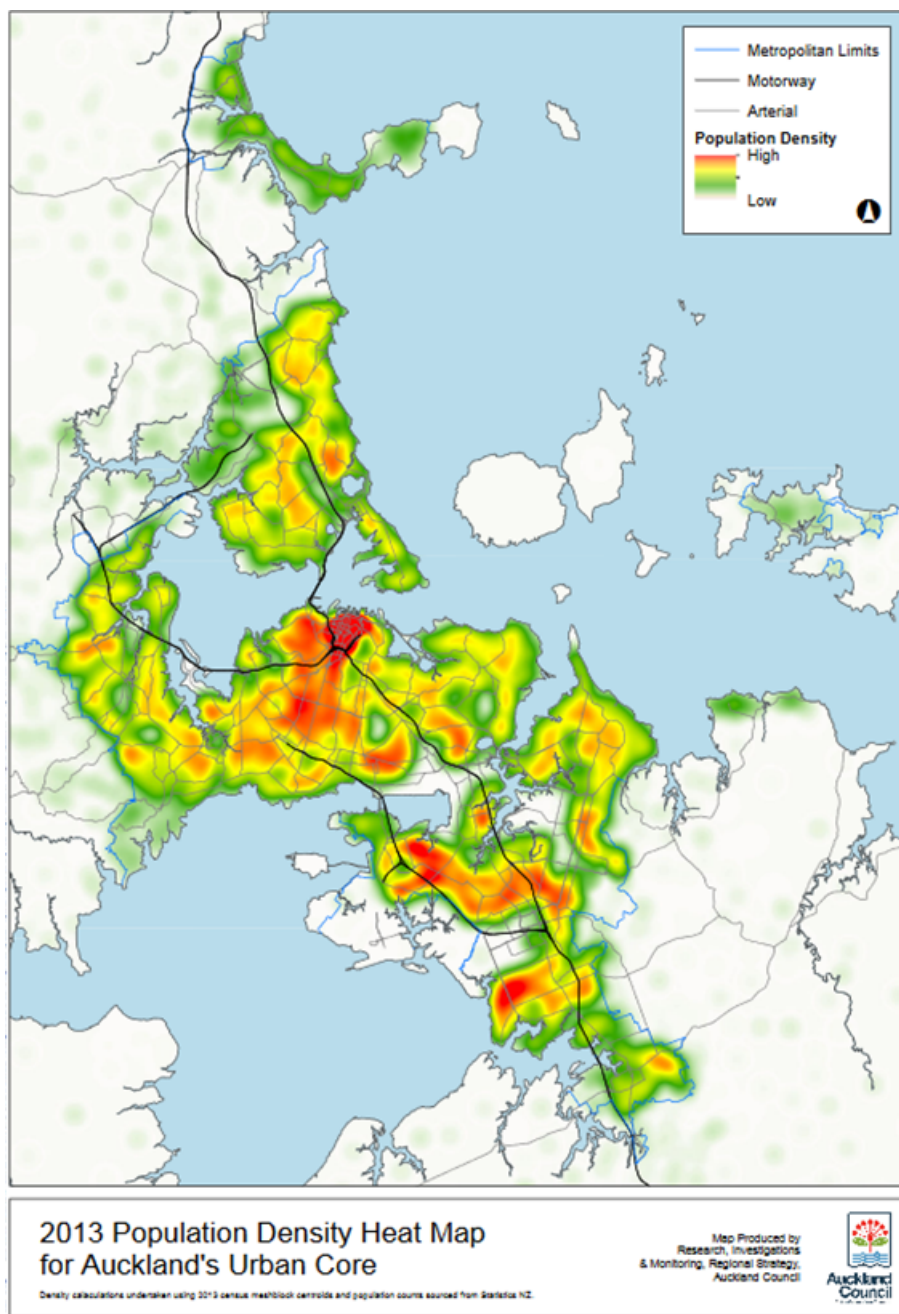 Metropolitan Limits
Motorway
Arterial
Population Density
High
Low
2013 Population Density Heat Map
for Auckland's Urban Core
Density calculations undertaken using 2013 census meshblock centroids and population counts sourced from Statistics NZ.
Map Produced by
Research, Investigations
& Monitoring, Regional Strategy,
Auckland Council
Auckland
Council